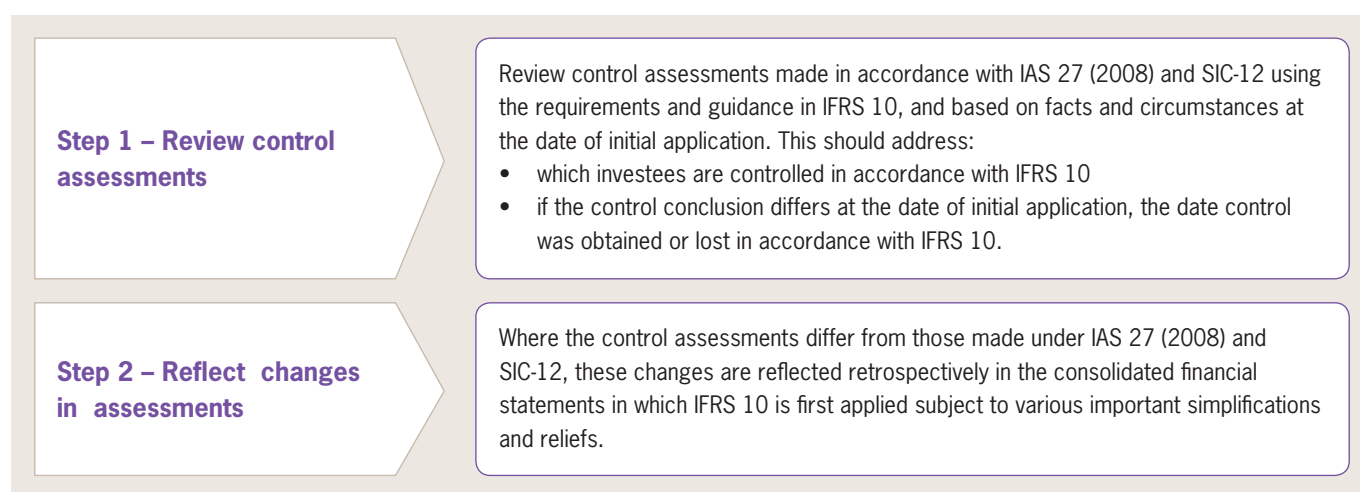 Step 1 – Review control
assessments
Review control assessments made in accordance with IAS 27 (2008) and SIC-12 using
the requirements and guidance in IFRS 10, and based on facts and circumstances at
the date of initial application. This should address:
• which investees are controlled in accordance with IFRS 10
• if the control conclusion differs at the date of initial application, the date control
was obtained or lost in accordance with IFRS 10.
Step 2 – Reflect changes
in assessments
Where the control assessments differ from those made under IAS 27 (2008) and
SIC-12, these changes are reflected retrospectively in the consolidated financial
statements in which IFRS 10 is first applied subject to various important simplifications
and reliefs.